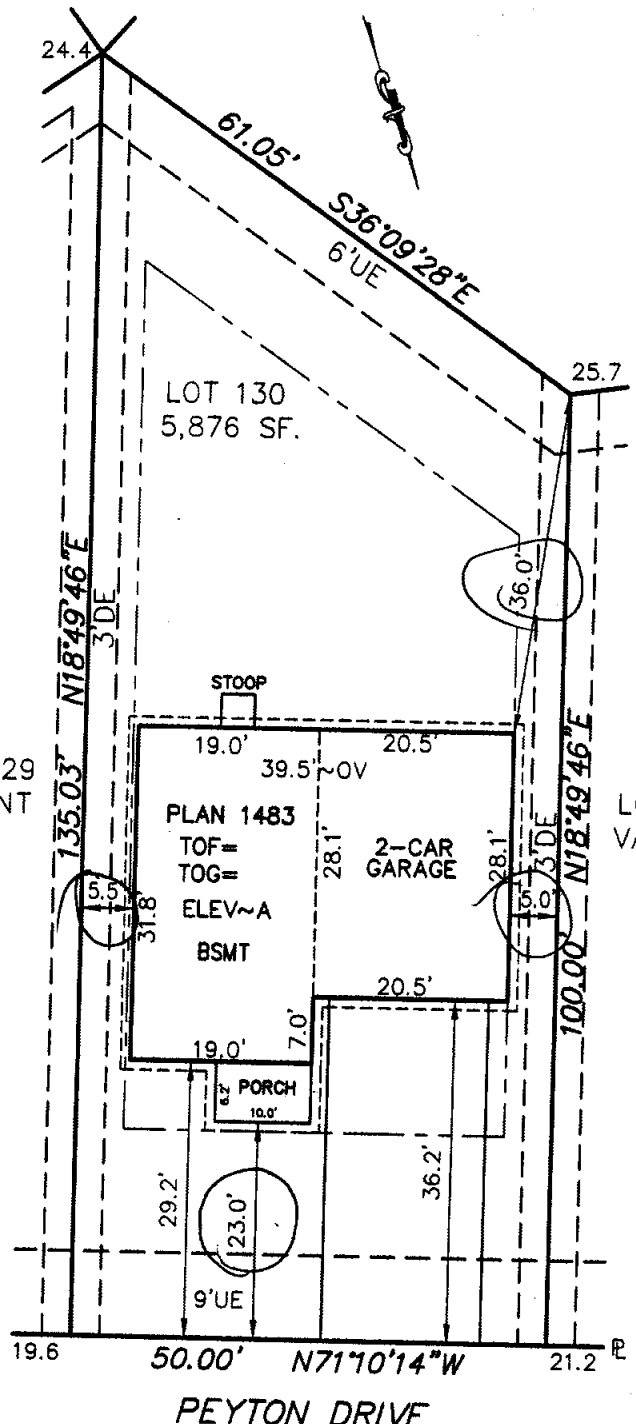 24.4
61.05'
S36°09'28"E
6'UE
25.7
LOT 130
5,876 SF.
N18°49'46"E
3'DE
36.0'
STOOP
19.0'
20.5'
39.5'~OV
29
NT
135.03'
PLAN 1483
TOF=
TOG=
ELEV~A
BSMT
28.1'
2-CAR
GARAGE
28.1'
3'DE
N18°49'46"E
5.5'
31.8'
5.0'
100.00'
20.5'
7.0'
19.0'
6.2'
PORCH
10.0'
29.2'
23.0'
36.2'
9'UE
19.6
50.00'
N71°10'14"W
21.2
PEYTON DRIVE